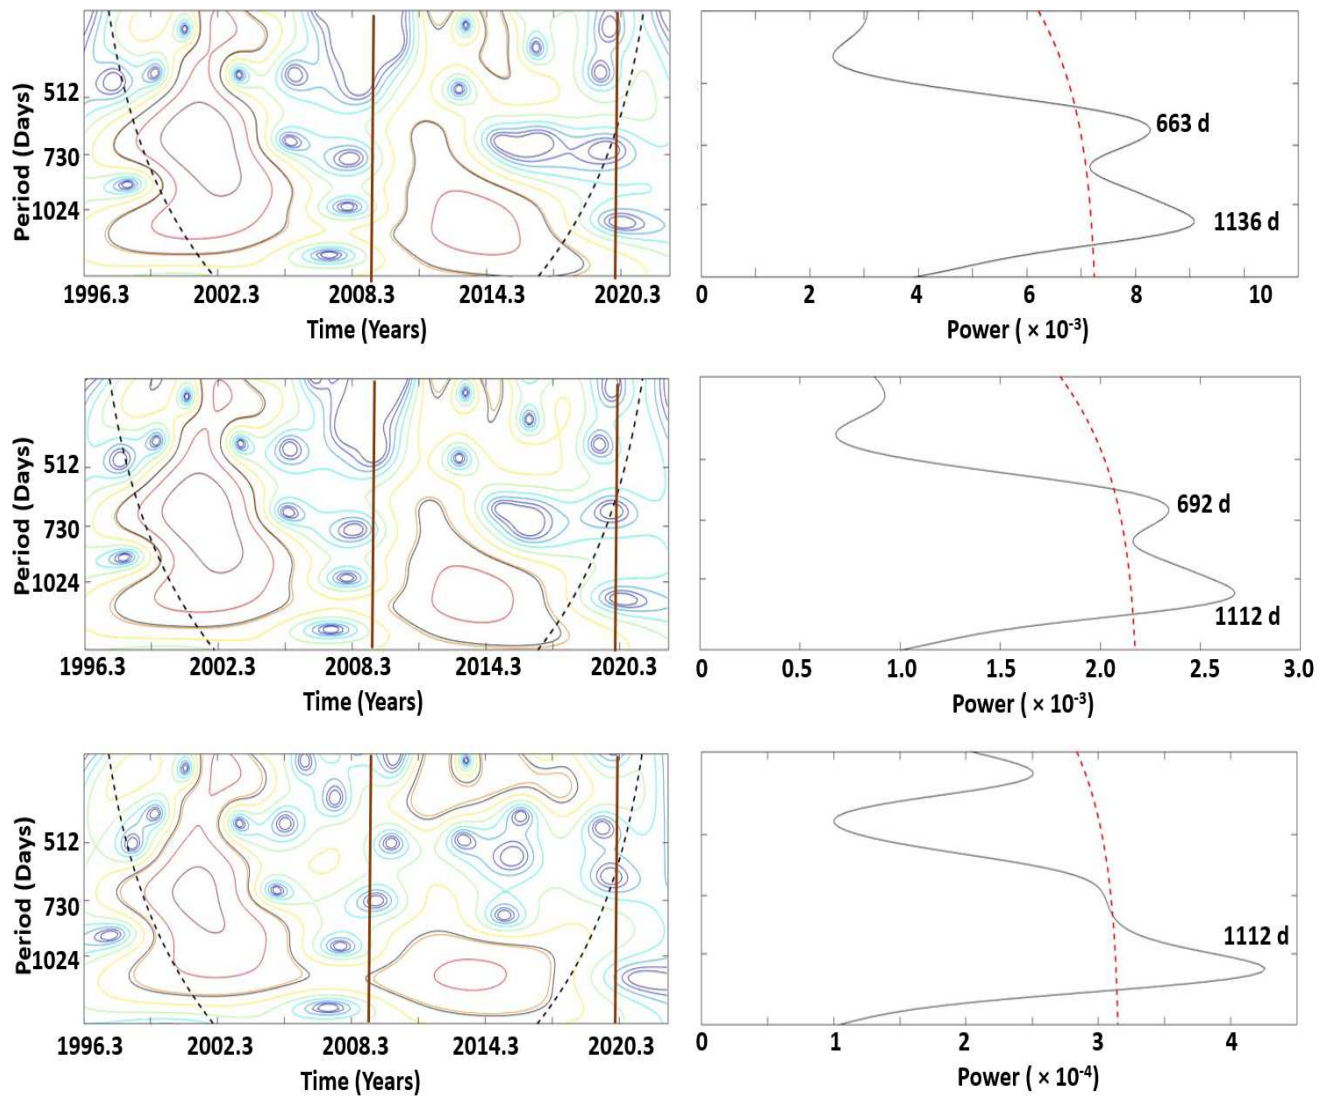 Period (Days)
512
730
1024
1996.3 2002.3 2008.3 2014.3 2020.3
Time (Years)
663 d
1136 d
0 2 4 6 8 10
Power ( × 10⁻³)
Period (Days)
512
730
1024
1996.3 2002.3 2008.3 2014.3 2020.3
Time (Years)
692 d
1112 d
0 0.5 1.0 1.5 2.0 2.5 3.0
Power ( × 10⁻³)
Period (Days)
512
730
1024
1996.3 2002.3 2008.3 2014.3 2020.3
Time (Years)
1112 d
0 1 2 3 4
Power ( × 10⁻⁴)